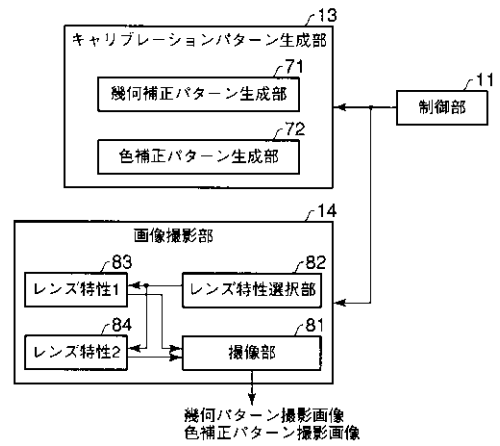 13
キャリブレーションパターン生成部
71
幾何補正パターン生成部
72
色補正パターン生成部
11
制御部
14
画像撮影部
83
レンズ特性1
82
レンズ特性選択部
84
レンズ特性2
81
撮像部
幾何パターン撮影画像
色補正パターン撮影画像